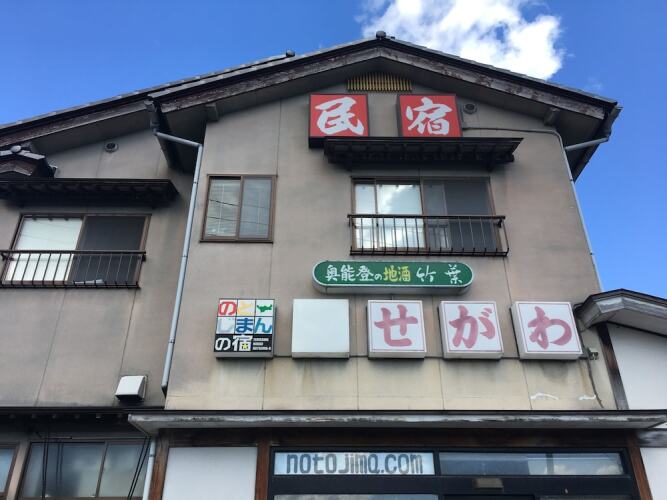 民宿
奥能登の地酒 竹葉
のと
じまん
の宿
せがわ
notojima.com